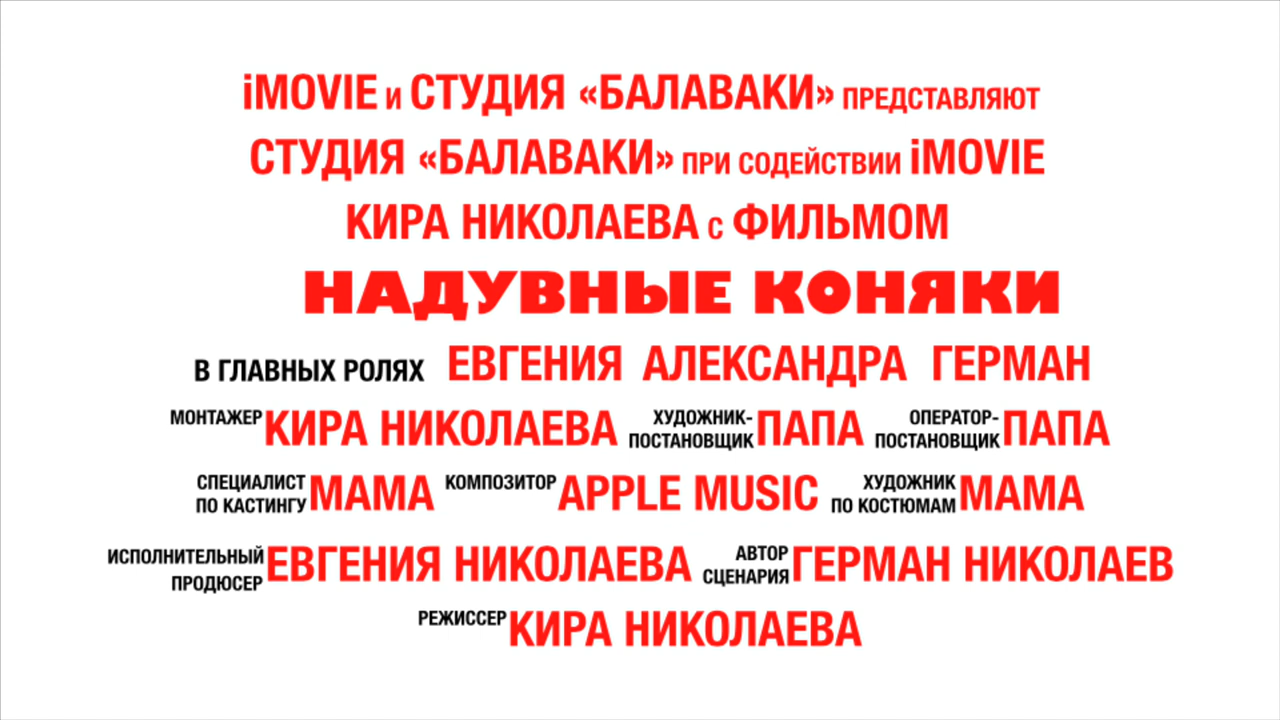 iMOVIE И СТУДИЯ «БАЛАВАКИ» ПРЕДСТАВЛЯЮТ
СТУДИЯ «БАЛАВАКИ» ПРИ СОДЕЙСТВИИ iMOVIE
КИРА НИКОЛАЕВА С ФИЛЬМОМ
НАДУВНЫЕ КОНЯКИ
В ГЛАВНЫХ РОЛЯХ ЕВГЕНИЯ АЛЕКСАНДРА ГЕРМАН
МОНТАЖЕР КИРА НИКОЛАЕВА ХУДОЖНИК-ПОСТАНОВЩИК ПАПА ОПЕРАТОР-ПОСТАНОВЩИК ПАПА
СПЕЦИАЛИСТ ПО КАСТИНГУ МАМА КОМПОЗИТОР APPLE MUSIC ХУДОЖНИК ПО КОСТЮМАМ МАМА
ИСПОЛНИТЕЛЬНЫЙ ПРОДЮСЕР ЕВГЕНИЯ НИКОЛАЕВА АВТОР СЦЕНАРИЯ ГЕРМАН НИКОЛАЕВ
РЕЖИССЕР КИРА НИКОЛАЕВА